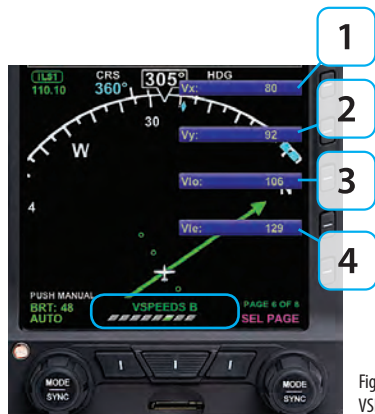 1
ILS1 CRS 305° HDG
110.10 360°
Vx: 80
30
2
Vy: 92
W
3
Vlo: 106
N
4
Vle: 129
4
PUSH MANUAL
BRT: 48 VSPEEDS B PAGE 6 OF 8
AUTO SEL PAGE
MODE MODE
SYNC SYNC
Fig
VS